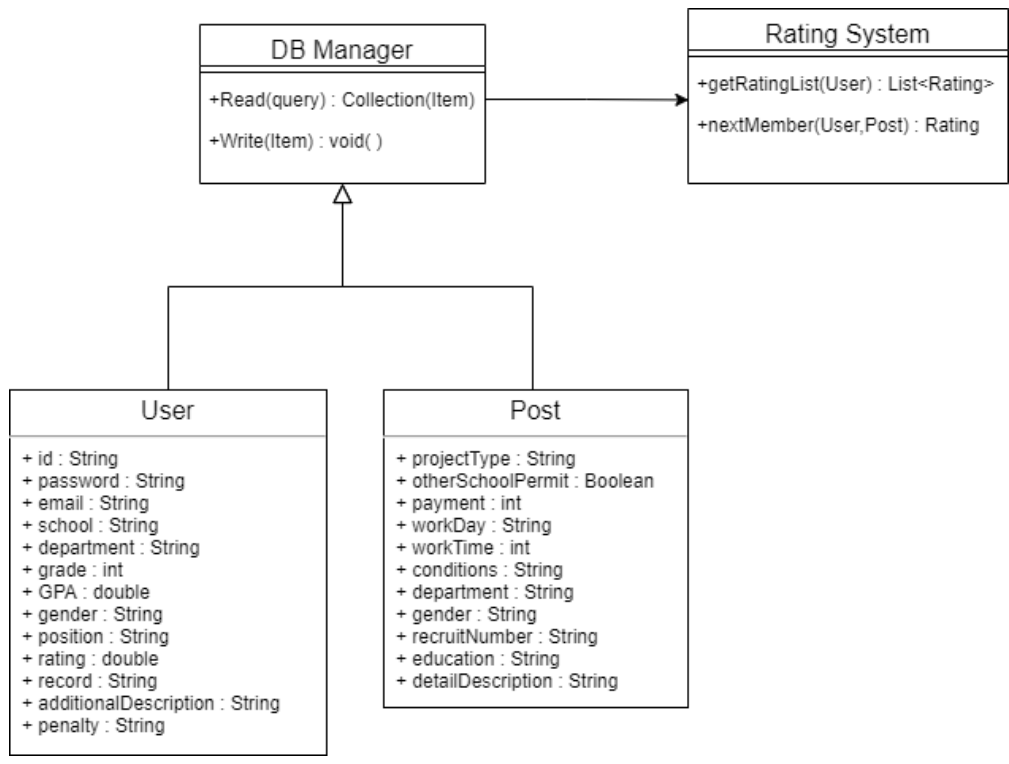 DB Manager
+Read(query) : Collection(Item)
+Write(Item) : void( )
Rating System
+getRatingList(User) : List<Rating>
+nextMember(User,Post) : Rating
User
+ id : String
+ password : String
+ email : String
+ school : String
+ department : String
+ grade : int
+ GPA : double
+ gender : String
+ position : String
+ rating : double
+ record : String
+ additionalDescription : String
+ penalty : String
Post
+ projectType : String
+ otherSchoolPermit : Boolean
+ payment : int
+ workDay : String
+ workTime : int
+ conditions : String
+ department : String
+ gender : String
+ recruitNumber : String
+ education : String
+ detailDescription : String